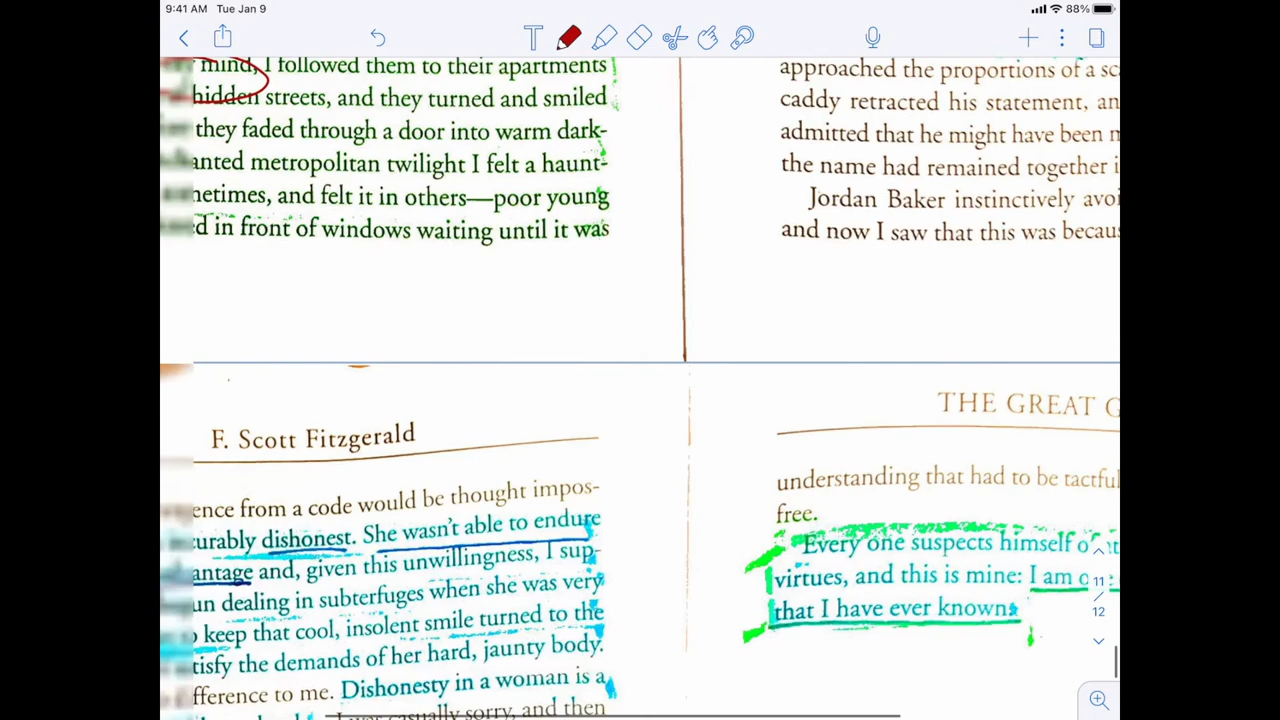 9:41 AM Tue Jan 9
88%
T
mind, I followed them to their apartments
hidden streets, and they turned and smiled
they faded through a door into warm dark-
anted metropolitan twilight I felt a haunt-
netimes, and felt it in others—poor young
d in front of windows waiting until it was
approached the proportions of a sc
caddy retracted his statement, an
admitted that he might have been m
the name had remained together i
Jordan Baker instinctively avoi
and now I saw that this was becau
F. Scott Fitzgerald
ence from a code would be thought impos-
curably dishonest. She wasn't able to endure
antage and, given this unwillingness, I sup-
un dealing in subterfuges when she was very
keep that cool, insolent smile turned to the
tisfy the demands of her hard, jaunty body.
fference to me. Dishonesty in a woman is a
I was casually sorry, and then
THE GREAT G
understanding that had to be tactful
free.
Every one suspects himself o
virtues, and this is mine: I am o
that I have ever known.
11
/
12